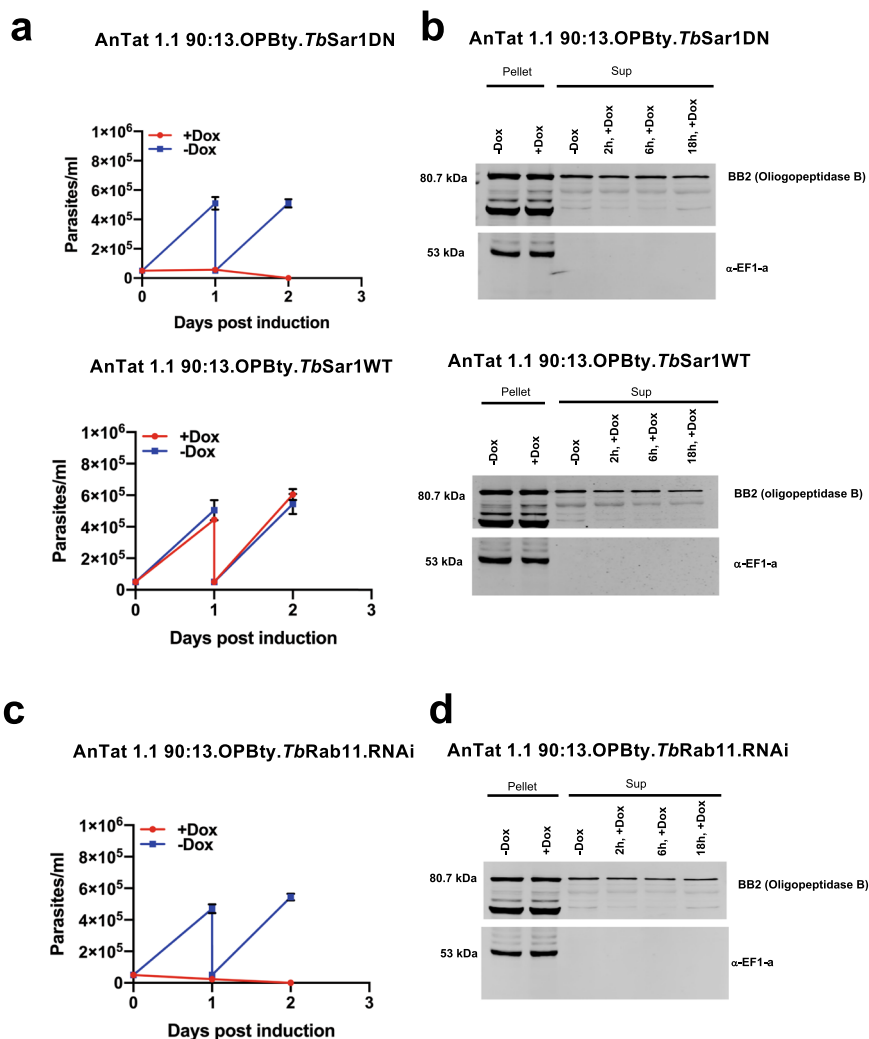 a
AnTat 1.1 90:13.OPBty.TbSar1DN
1×10⁶
8×10⁵
6×10⁵
4×10⁵
2×10⁵
0
Parasites/ml
+Dox
-Dox
0 1 2 3
Days post induction
AnTat 1.1 90:13.OPBty.TbSar1WT
1×10⁶
8×10⁵
6×10⁵
4×10⁵
2×10⁵
0
Parasites/ml
+Dox
-Dox
0 1 2 3
Days post induction
b
AnTat 1.1 90:13.OPBty.TbSar1DN
Pellet Sup
-Dox +Dox -Dox 2h, +Dox 6h, +Dox 18h, +Dox
80.7 kDa BB2 (Oliogopeptidase B)
53 kDa α-EF1-a
AnTat 1.1 90:13.OPBty.TbSar1WT
Pellet Sup
-Dox +Dox -Dox 2h, +Dox 6h, +Dox 18h, +Dox
80.7 kDa BB2 (oligopeptidase B)
53 kDa α-EF1-a
c
AnTat 1.1 90:13.OPBty.TbRab11.RNAi
1×10⁶
8×10⁵
6×10⁵
4×10⁵
2×10⁵
0
Parasites/ml
+Dox
-Dox
0 1 2 3
Days post induction
d
AnTat 1.1 90:13.OPBty.TbRab11.RNAi
Pellet Sup
-Dox +Dox -Dox 2h, +Dox 6h, +Dox 18h, +Dox
80.7 kDa BB2 (Oligopeptidase B)
53 kDa α-EF1-a